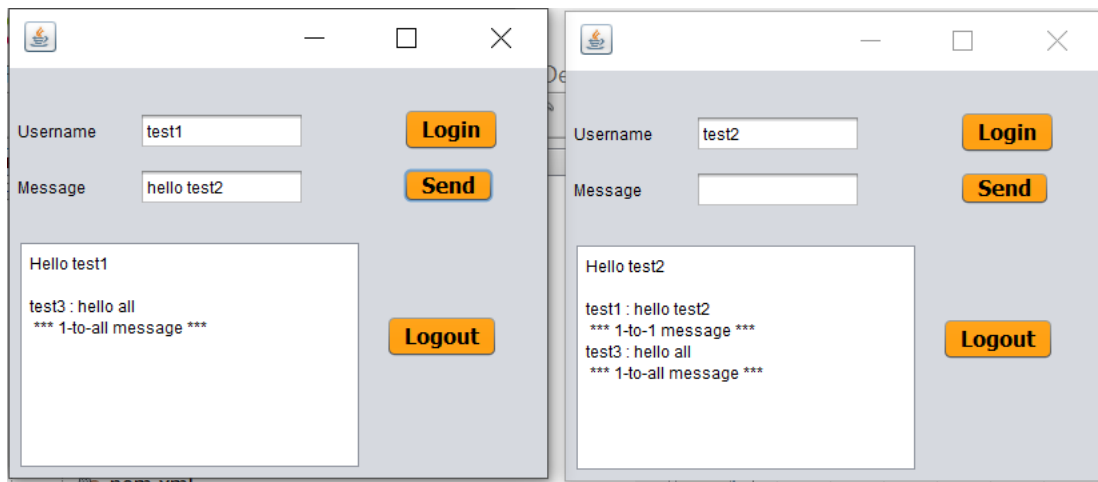 Username test1 Login
Message hello test2 Send
Hello test1
test3 : hello all
*** 1-to-all message ***
Logout
De
Username test2 Login
Message Send
Hello test2
test1 : hello test2
*** 1-to-1 message ***
test3 : hello all
*** 1-to-all message ***
Logout